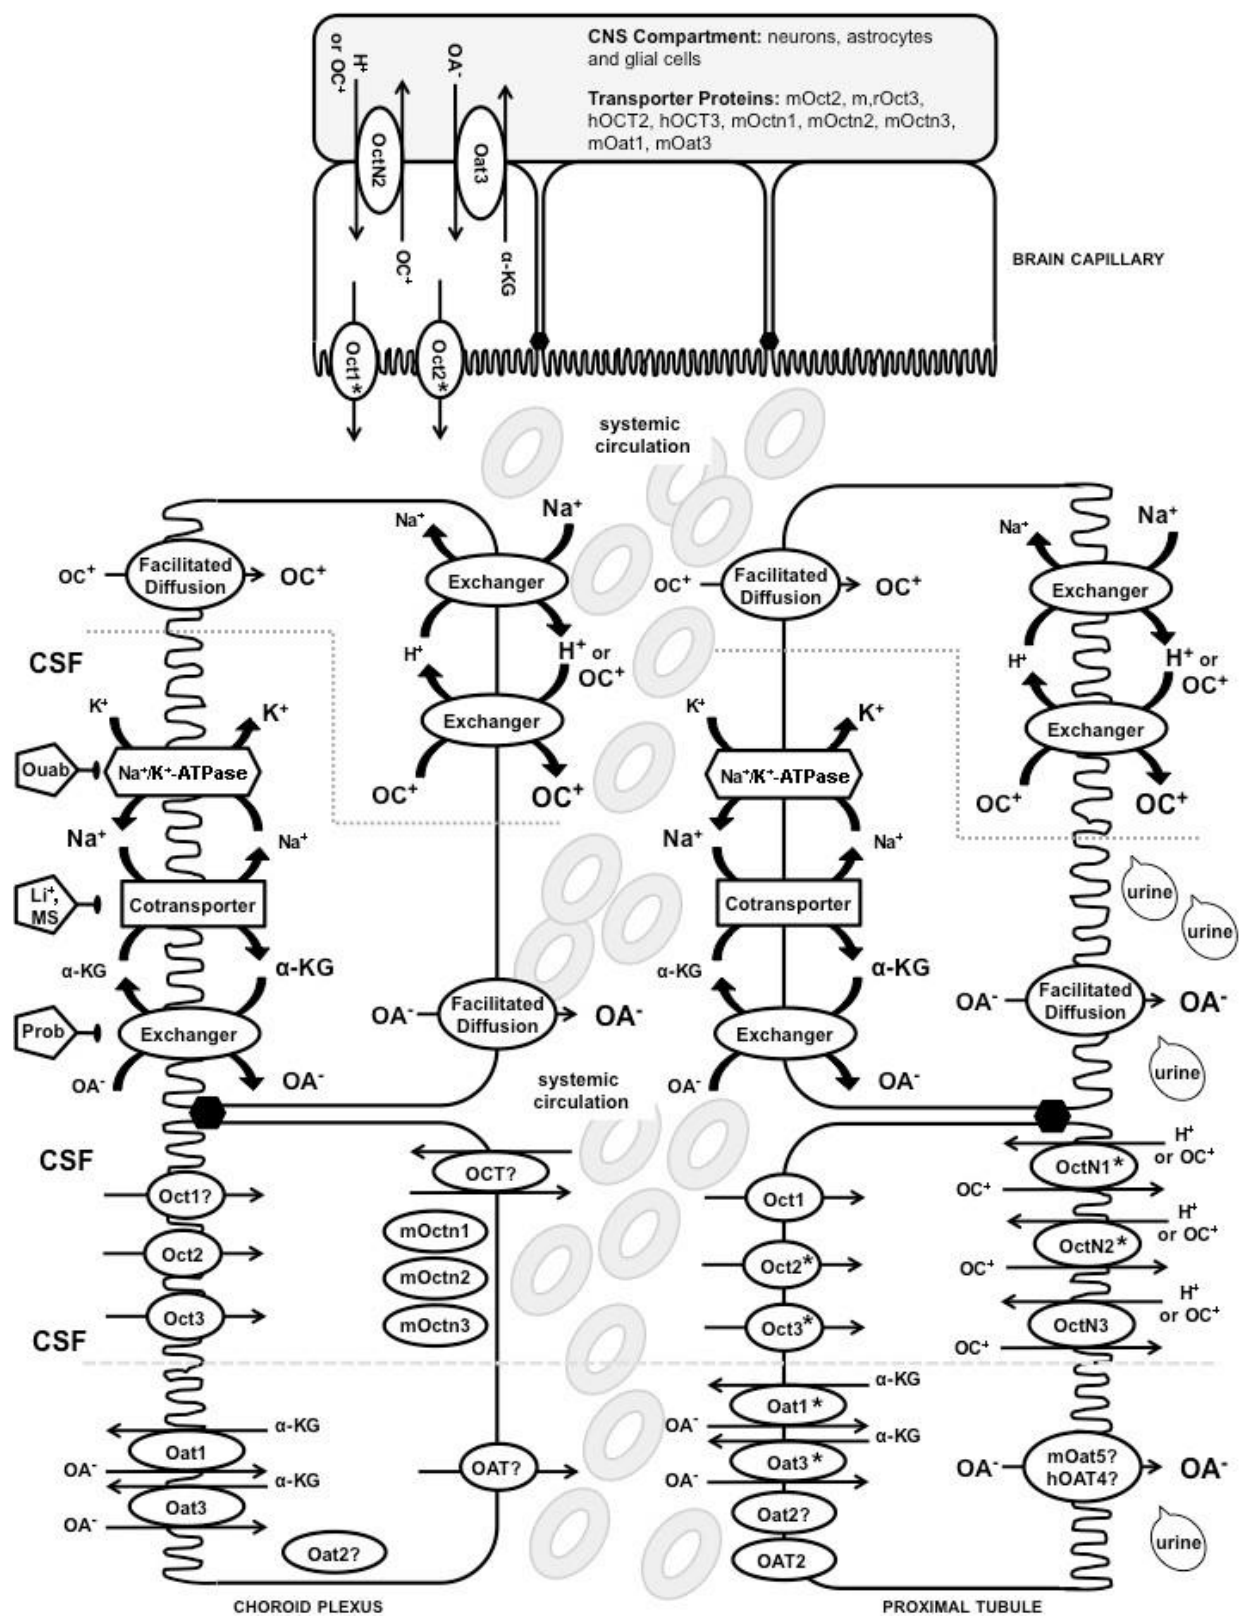 CNS Compartment: neurons, astrocytes
and glial cells
Transporter Proteins: mOct2, m,rOct3,
hOCT2, hOCT3, mOctn1, mOctn2, mOctn3,
mOat1, mOat3
H⁺
or OC⁺
OA⁻
OctN2
Oat3
OC⁺
α-KG
BRAIN CAPILLARY
Oct1*
Oct2*
systemic
circulation
OC⁺
Facilitated
Diffusion
OC⁺
Na⁺
Na⁺
Exchanger
H⁺
H⁺ or
OC⁺
Exchanger
OC⁺
OC⁺
CSF
K⁺
K⁺
Ouab
Na⁺/K⁺-ATPase
Na⁺
Na⁺
Li⁺,
MS
Cotransporter
α-KG
α-KG
Prob
Exchanger
OA⁻
OA⁻
OA⁻
Facilitated
Diffusion
OA⁻
OC⁺
Facilitated
Diffusion
OC⁺
Na⁺
Na⁺
Exchanger
H⁺
H⁺ or
OC⁺
Exchanger
OC⁺
OC⁺
K⁺
K⁺
Na⁺/K⁺-ATPase
Na⁺
Na⁺
Cotransporter
α-KG
α-KG
Exchanger
OA⁻
OA⁻
urine
urine
OA⁻
Facilitated
Diffusion
OA⁻
urine
systemic
circulation
CSF
Oct1?
Oct2
Oct3
CSF
OCT?
mOctn1
mOctn2
mOctn3
α-KG
Oat1
OA⁻
α-KG
Oat3
OA⁻
Oat2?
OAT?
CHOROID PLEXUS
Oct1
Oct2*
Oct3*
H⁺
or OC⁺
OctN1*
OC⁺
H⁺
or OC⁺
OctN2*
OC⁺
H⁺
or OC⁺
OctN3
OC⁺
α-KG
Oat1*
OA⁻
α-KG
Oat3*
OA⁻
Oat2?
OAT2
OA⁻
mOat5?
hOAT4?
OA⁻
urine
PROXIMAL TUBULE